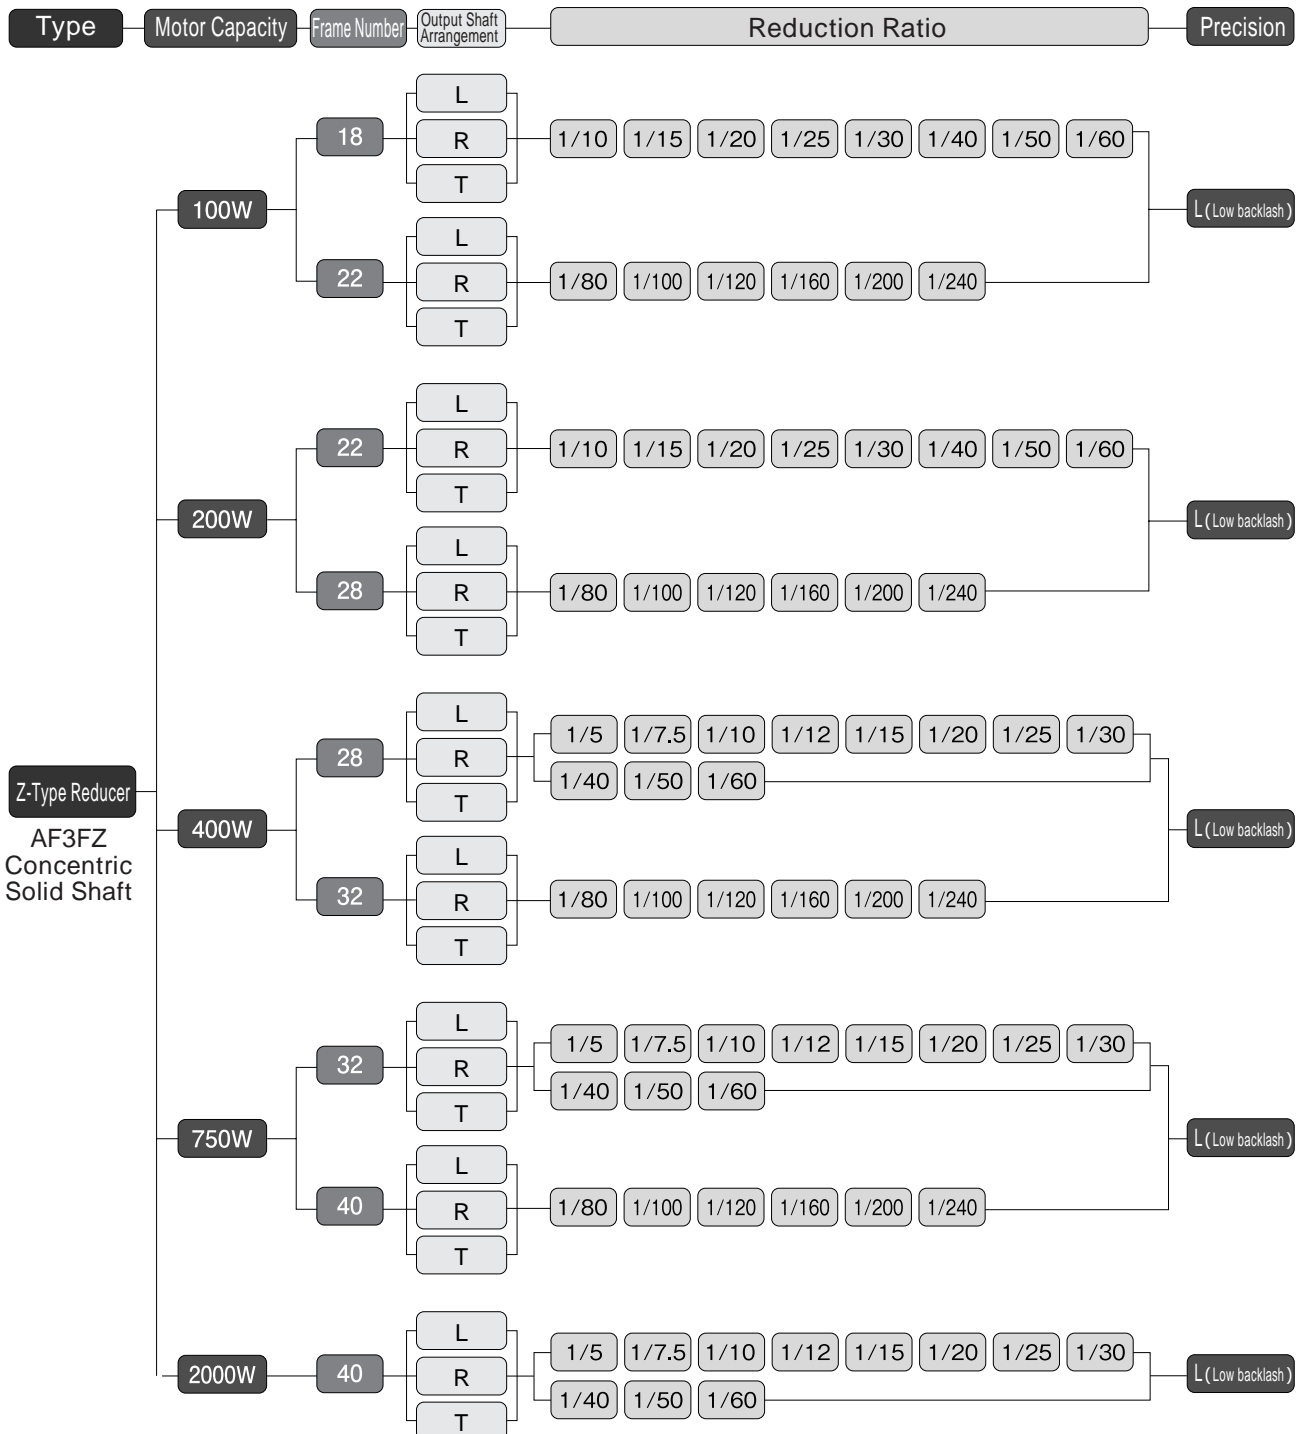 Type Motor Capacity Frame Number Output Shaft Arrangement Reduction Ratio Precision
L
18 R 1/10 1/15 1/20 1/25 1/30 1/40 1/50 1/60
T
100W L(Low backlash)
L
22 R 1/80 1/100 1/120 1/160 1/200 1/240
T
L
22 R 1/10 1/15 1/20 1/25 1/30 1/40 1/50 1/60
T
200W L(Low backlash)
L
28 R 1/80 1/100 1/120 1/160 1/200 1/240
T
L
1/5 1/7.5 1/10 1/12 1/15 1/20 1/25 1/30
28 R
1/40 1/50 1/60
T
Z-Type Reducer
AF3FZ
Concentric
Solid Shaft
400W L(Low backlash)
L
32 R 1/80 1/100 1/120 1/160 1/200 1/240
T
L
1/5 1/7.5 1/10 1/12 1/15 1/20 1/25 1/30
32 R
1/40 1/50 1/60
T
750W L(Low backlash)
L
40 R 1/80 1/100 1/120 1/160 1/200 1/240
T
L
1/5 1/7.5 1/10 1/12 1/15 1/20 1/25 1/30
2000W 40 R L(Low backlash)
1/40 1/50 1/60
T